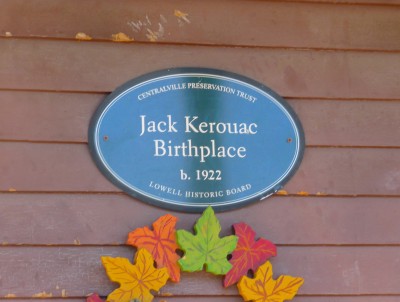 CENTRALVILLE PRESERVATION TRUST
Jack Kerouac
Birthplace
b. 1922
LOWELL HISTORIC BOARD